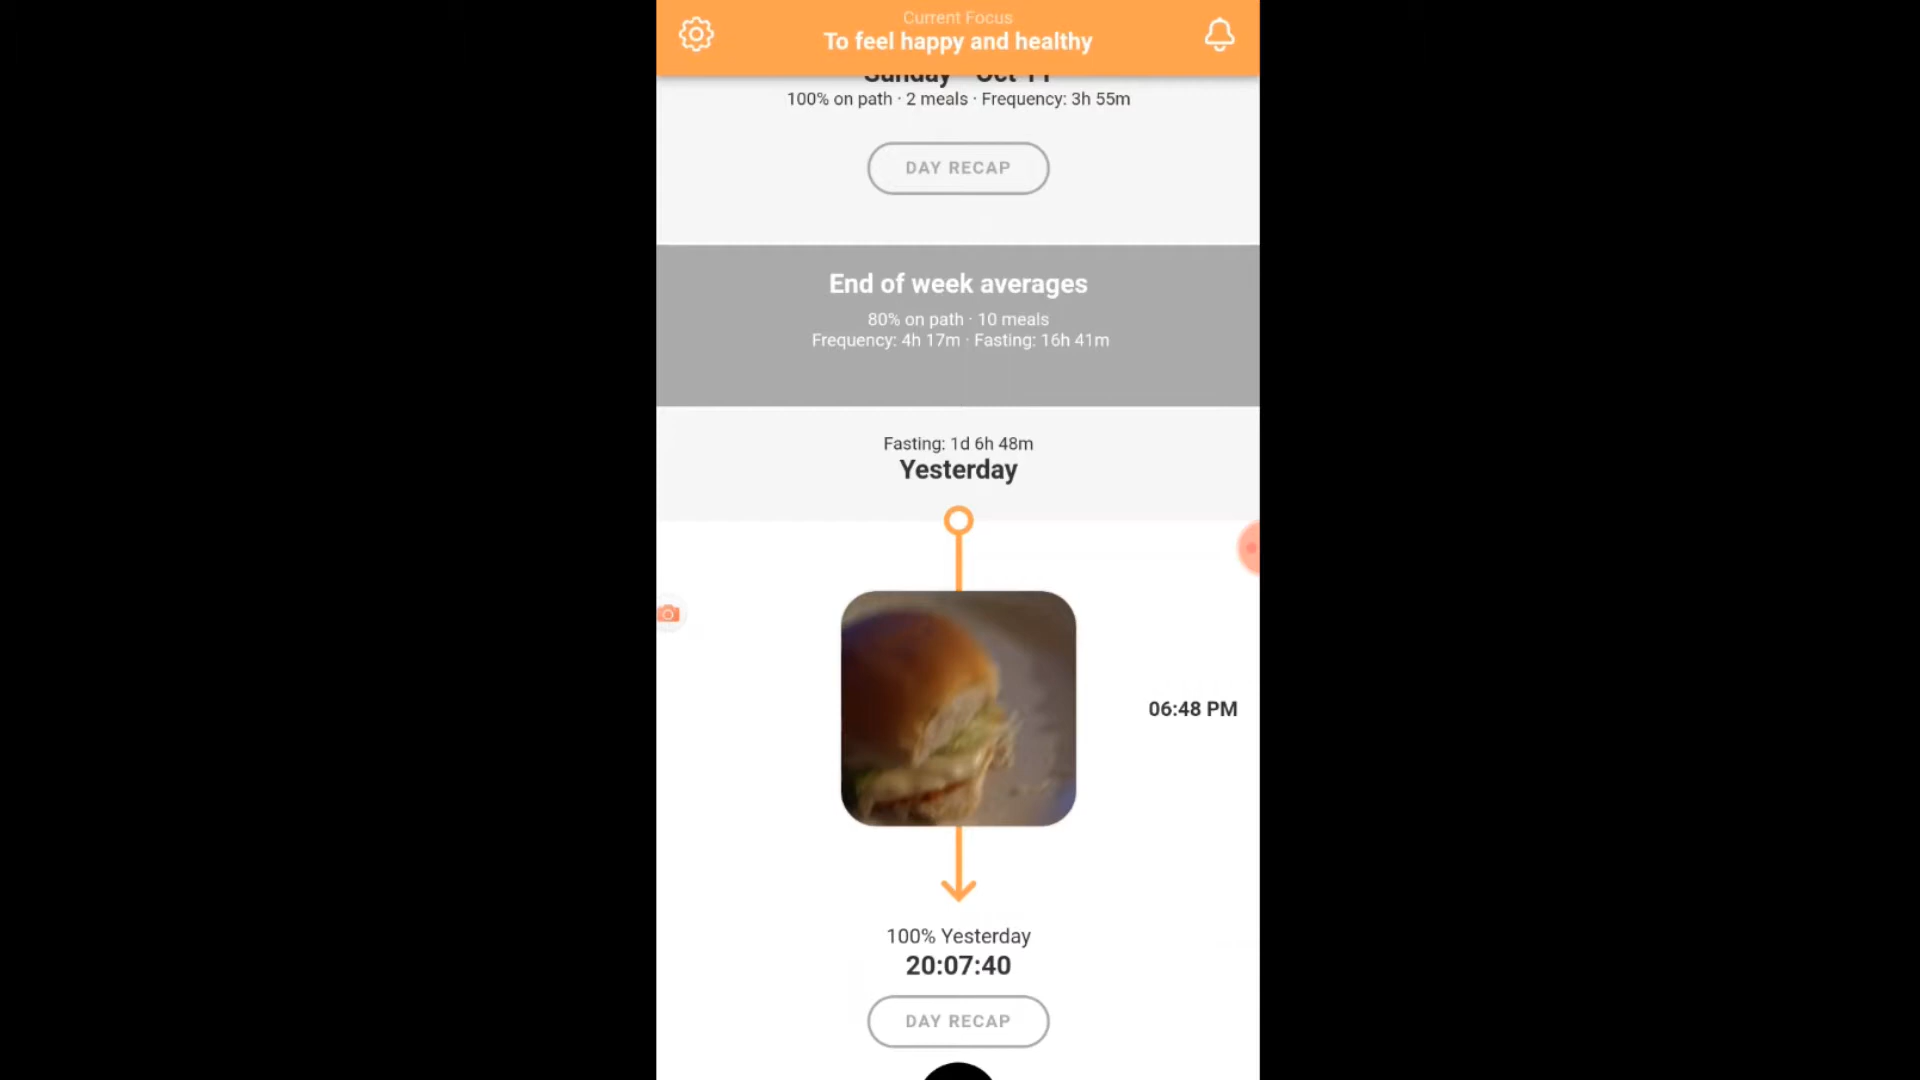 Current Focus
To feel happy and healthy
Sunday - Oct 11
100% on path · 2 meals · Frequency: 3h 55m
DAY RECAP
End of week averages
80% on path · 10 meals
Frequency: 4h 17m · Fasting: 16h 41m
Fasting: 1d 6h 48m
Yesterday
06:48 PM
100% Yesterday
20:07:40
DAY RECAP